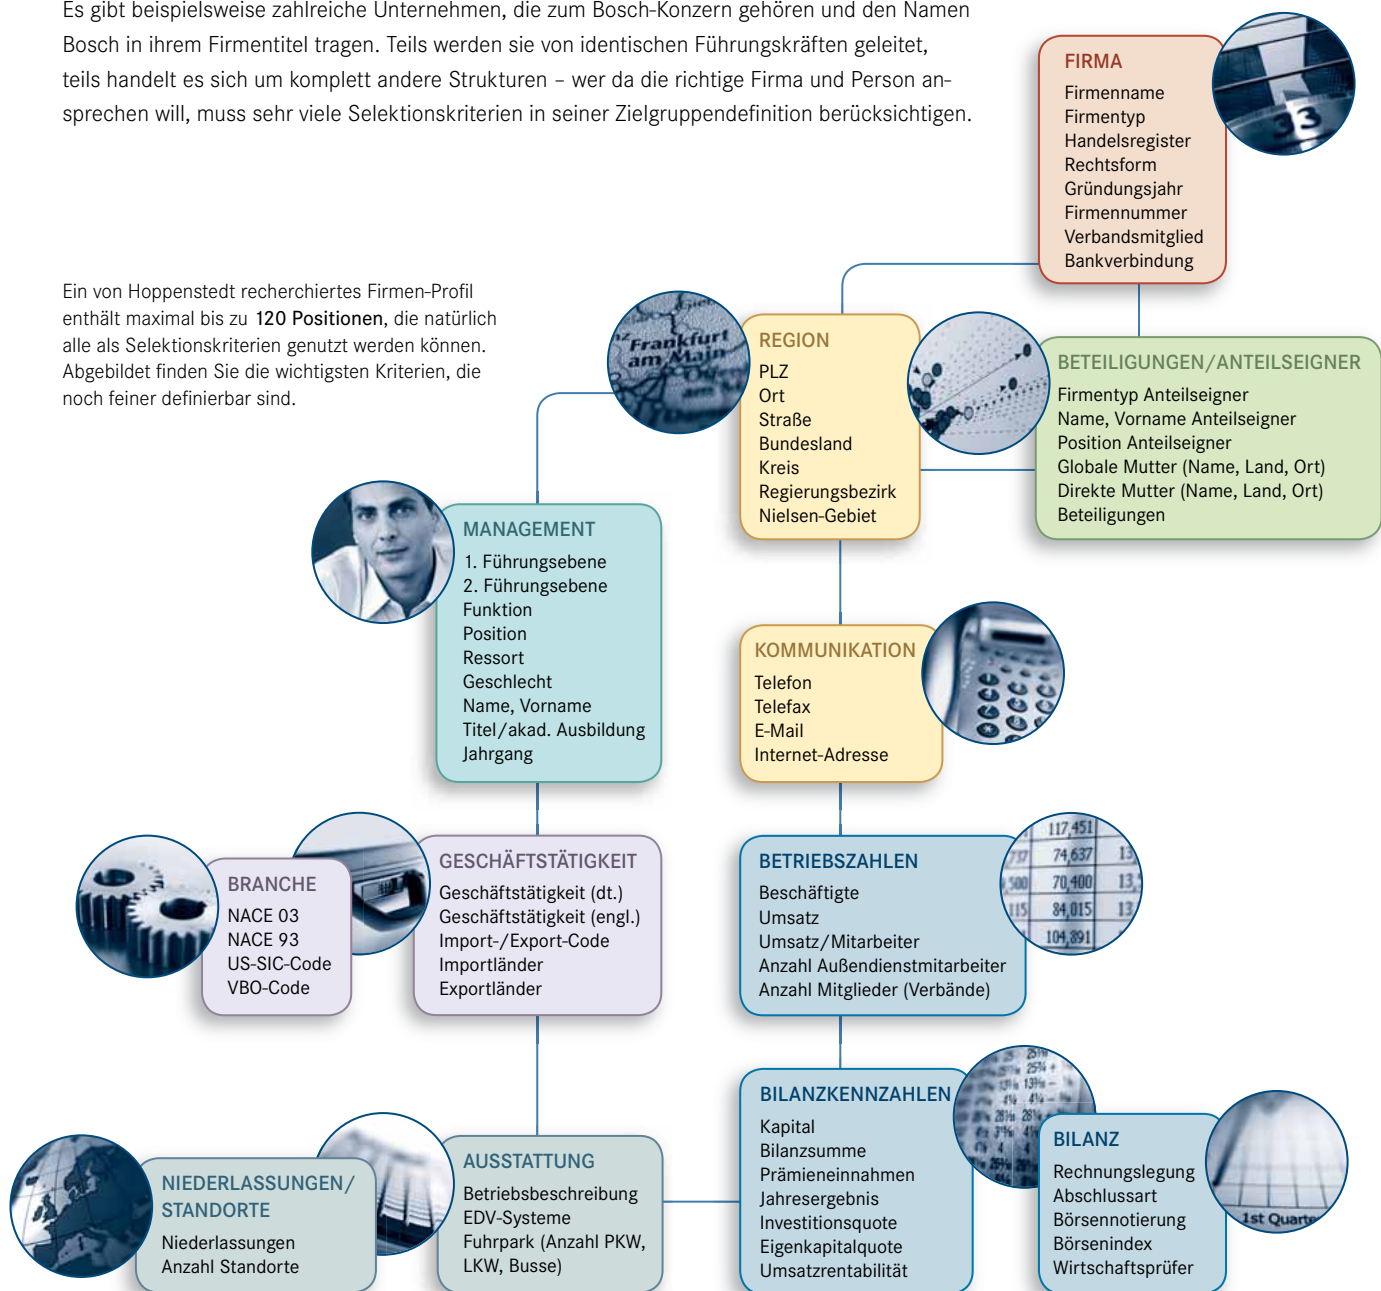 Es gibt beispielsweise zahlreiche Unternehmen, die zum Bosch-Konzern gehören und den Namen
Bosch in ihrem Firmentitel tragen. Teils werden sie von identischen Führungskräften geleitet,
teils handelt es sich um komplett andere Strukturen – wer da die richtige Firma und Person an-
sprechen will, muss sehr viele Selektionskriterien in seiner Zielgruppendefinition berücksichtigen.
FIRMA
Firmenname
Firmentyp
Handelsregister
Rechtsform
Gründungsjahr
Firmennummer
Verbandsmitglied
Bankverbindung
33
Ein von Hoppenstedt recherchiertes Firmen-Profil
enthält maximal bis zu 120 Positionen, die natürlich
alle als Selektionskriterien genutzt werden können.
Abgebildet finden Sie die wichtigsten Kriterien, die
noch feiner definierbar sind.
Frankfurt
am Main
REGION
PLZ
Ort
Straße
Bundesland
Kreis
Regierungsbezirk
Nielsen-Gebiet
BETEILIGUNGEN/ANTEILSEIGNER
Firmentyp Anteilseigner
Name, Vorname Anteilseigner
Position Anteilseigner
Globale Mutter (Name, Land, Ort)
Direkte Mutter (Name, Land, Ort)
Beteiligungen
MANAGEMENT
1. Führungsebene
2. Führungsebene
Funktion
Position
Ressort
Geschlecht
Name, Vorname
Titel/akad. Ausbildung
Jahrgang
KOMMUNIKATION
Telefon
Telefax
E-Mail
Internet-Adresse
BRANCHE
NACE 03
NACE 93
US-SIC-Code
VBO-Code
GESCHÄFTSTÄTIGKEIT
Geschäftstätigkeit (dt.)
Geschäftstätigkeit (engl.)
Import-/Export-Code
Importländer
Exportländer
BETRIEBSZAHLEN
Beschäftigte
Umsatz
Umsatz/Mitarbeiter
Anzahl Außendienstmitarbeiter
Anzahl Mitglieder (Verbände)
117,451
74,637
70,400
84,015
104,891
NIEDERLASSUNGEN/
STANDORTE
Niederlassungen
Anzahl Standorte
AUSSTATTUNG
Betriebsbeschreibung
EDV-Systeme
Fuhrpark (Anzahl PKW,
LKW, Busse)
BILANZKENNZAHLEN
Kapital
Bilanzsumme
Prämieneinnahmen
Jahresergebnis
Investitionsquote
Eigenkapitalquote
Umsatzrentabilität
BILANZ
Rechnungslegung
Abschlussart
Börsennotierung
Börsenindex
Wirtschaftsprüfer
1st Quarte